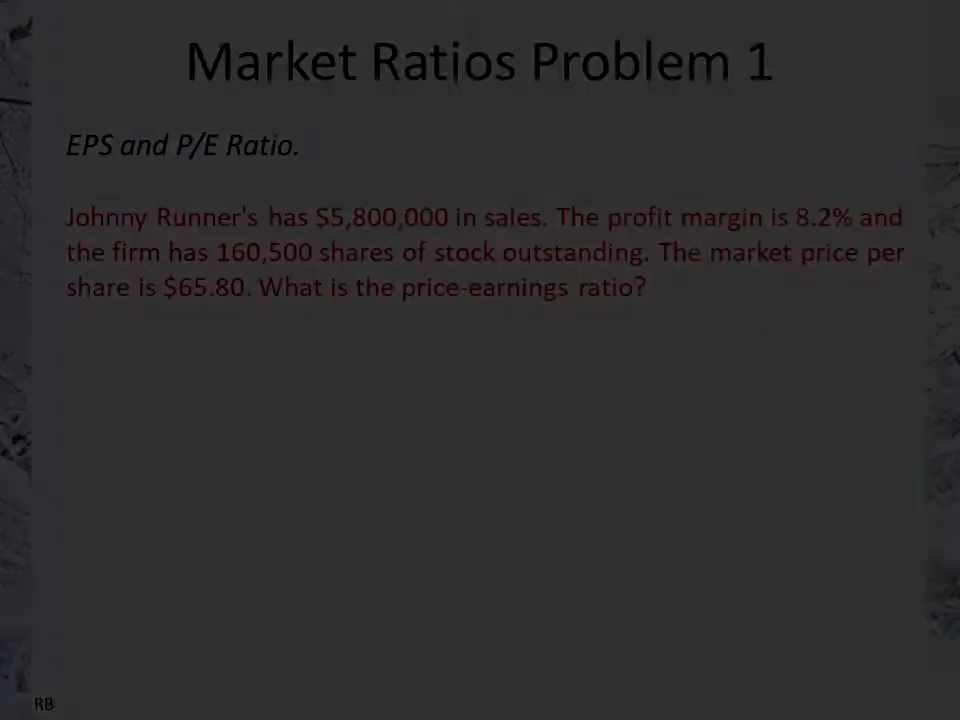 Market Ratios Problem 1
EPS and P/E Ratio.
Johnny Runner's has $5,800,000 in sales. The profit margin is 8.2% and
the firm has 160,500 shares of stock outstanding. The market price per
share is $65.80. What is the price-earnings ratio?
RB